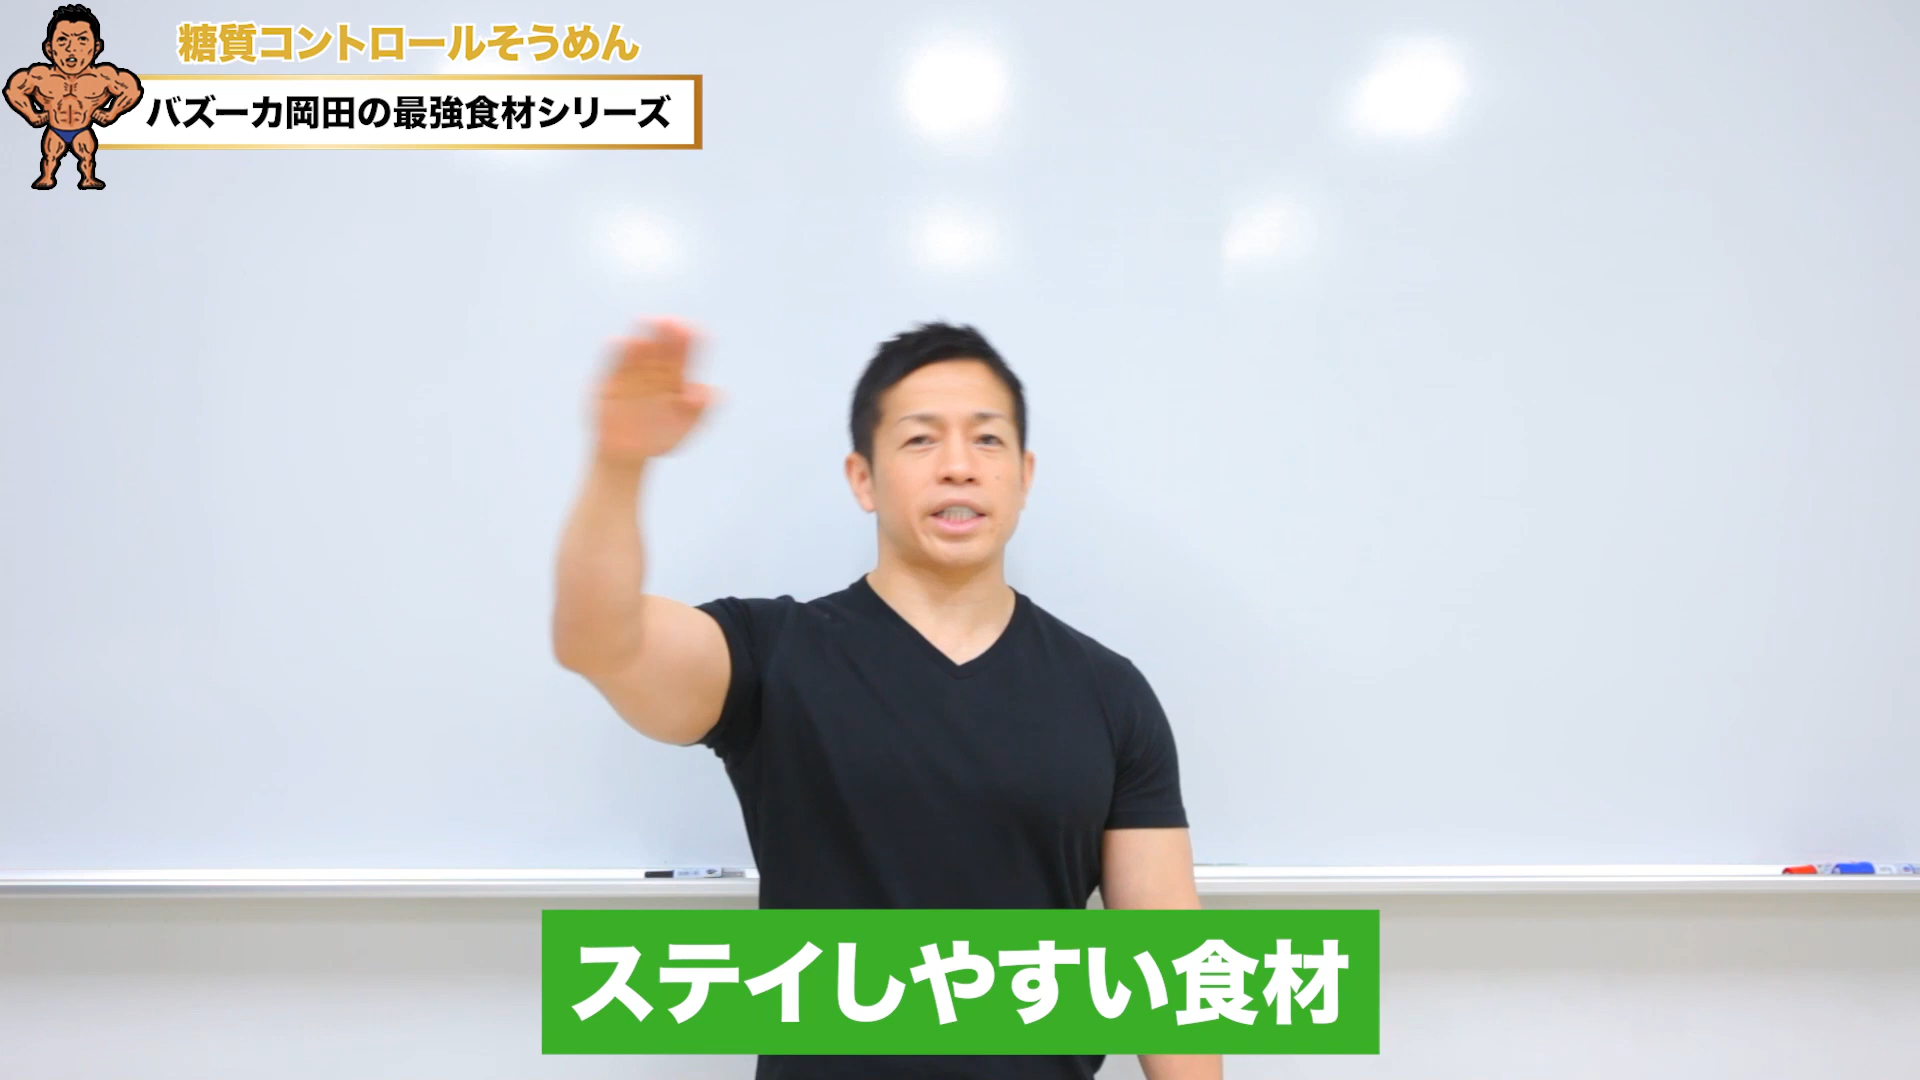 糖質コントロールそうめん
バズーカ岡田の最強食材シリーズ
ステイしやすい食材